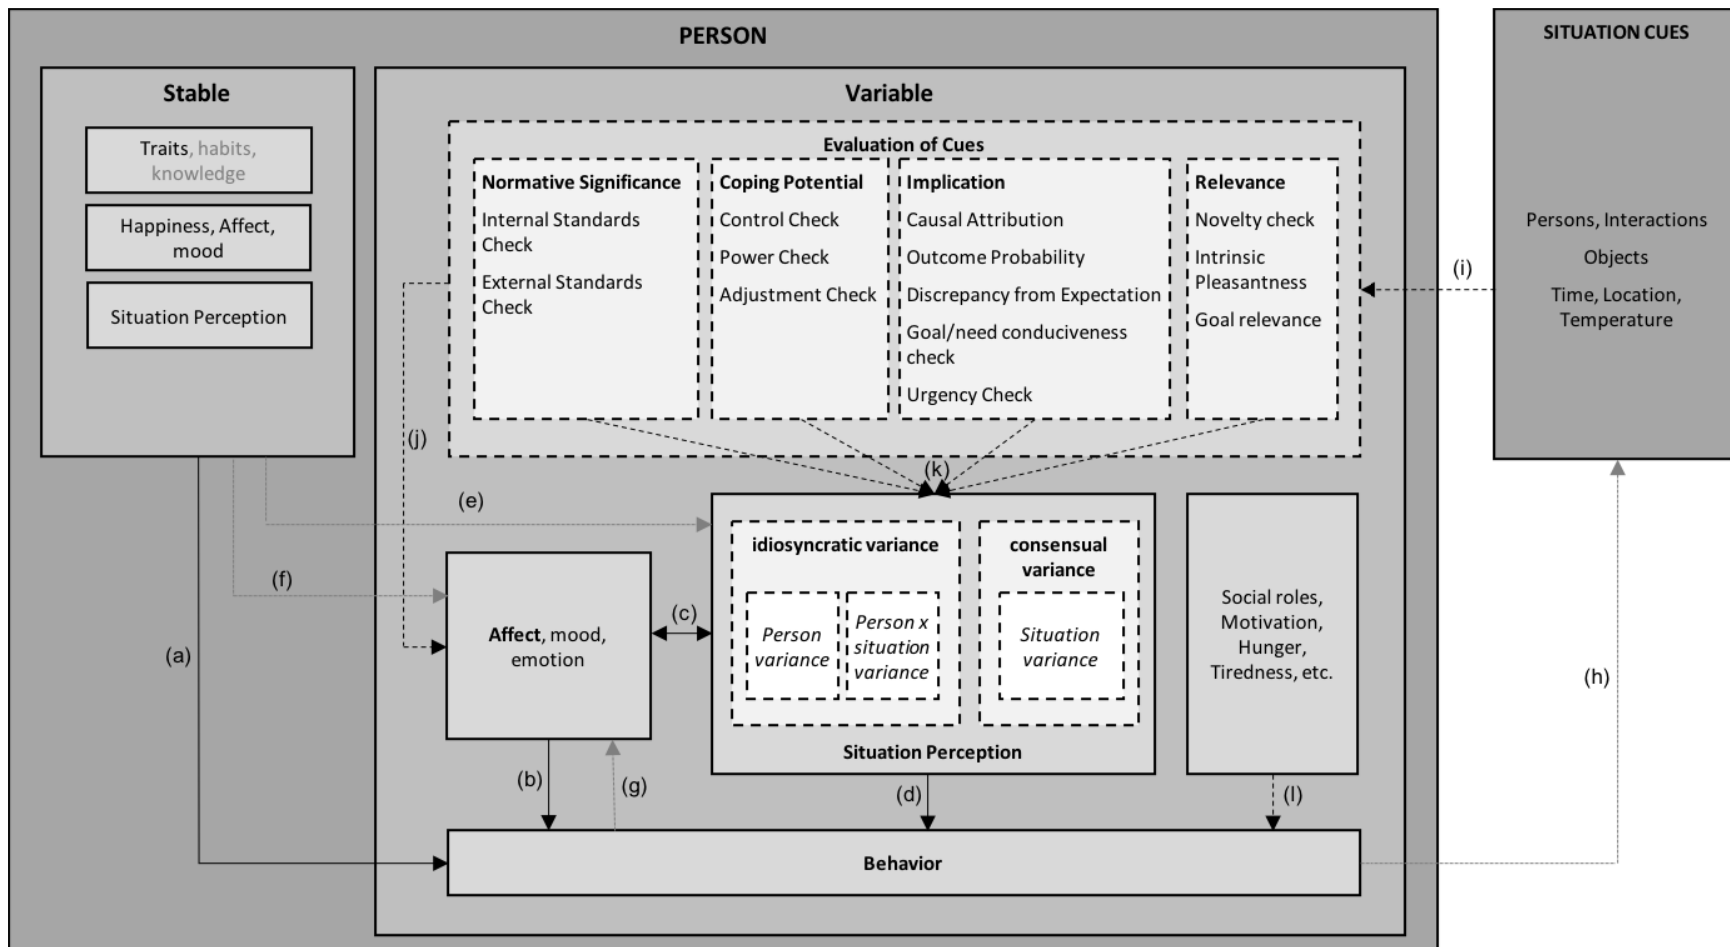 PERSON
Stable
Traits, habits,
knowledge
Happiness, Affect,
mood
Situation Perception
Variable
Evaluation of Cues
Normative Significance
Internal Standards
Check
External Standards
Check
Coping Potential
Control Check
Power Check
Adjustment Check
Implication
Causal Attribution
Outcome Probability
Discrepancy from Expectation
Goal/need conduciveness
check
Urgency Check
Relevance
Novelty check
Intrinsic
Pleasantness
Goal relevance
SITUATION CUES
Persons, Interactions
Objects
Time, Location,
Temperature
(i)
(j)
(k)
(e)
(f)
(a)
Affect, mood,
emotion
(c)
idiosyncratic variance
Person
variance
Person x
situation
variance
consensual
variance
Situation
variance
Situation Perception
Social roles,
Motivation,
Hunger,
Tiredness, etc.
(h)
(b)
(g)
(d)
(l)
Behavior